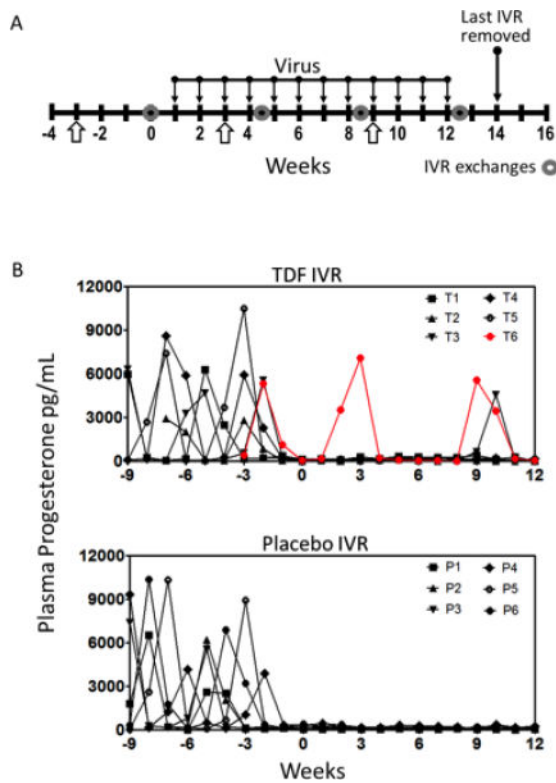 A
Last IVR
removed
Virus
-4 -2 0 2 4 6 8 10 12 14 16
Weeks
IVR exchanges
B
TDF IVR
Plasma Progesterone pg/mL
12000
9000
6000
3000
0
T1 T4
T2 T5
T3 T6
-9 -6 -3 0 3 6 9 12
Placebo IVR
12000
9000
6000
3000
0
P1 P4
P2 P5
P3 P6
-9 -6 -3 0 3 6 9 12
Weeks